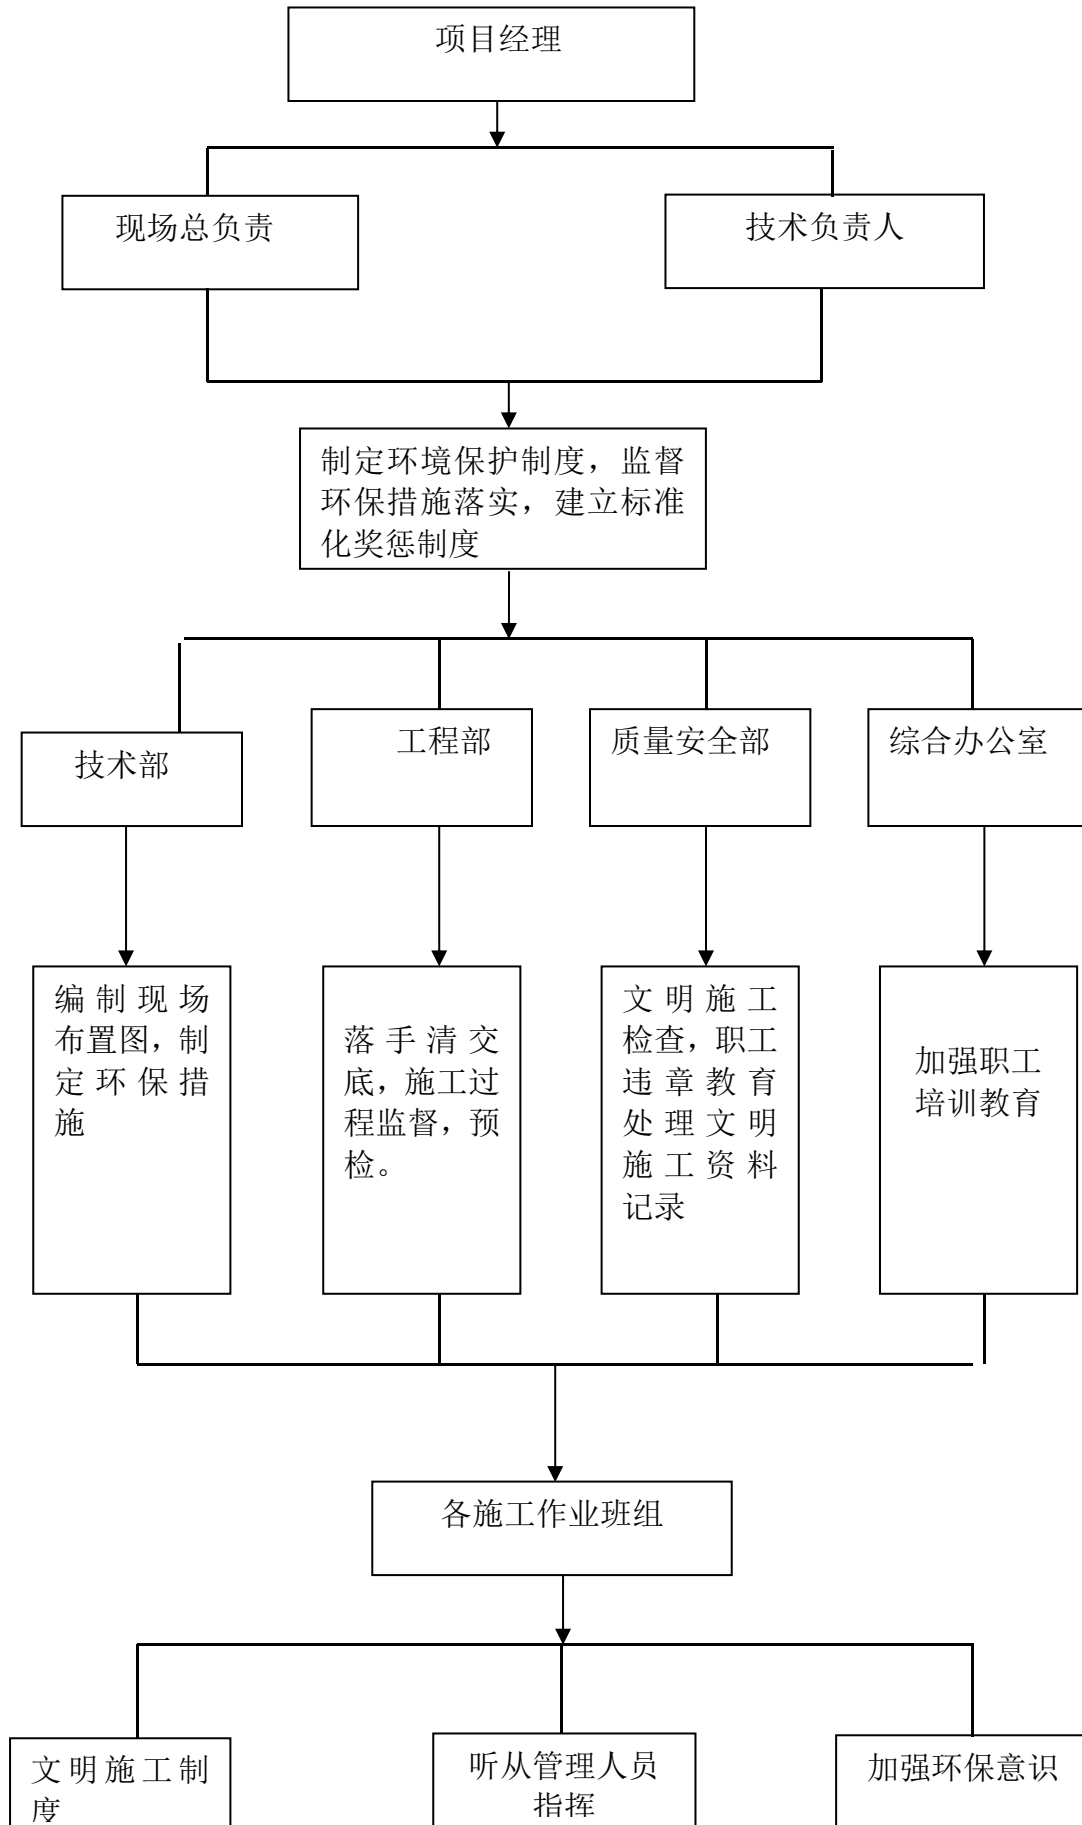 项目经理
现场总负责
技术负责人
制定环境保护制度，监督
环保措施落实，建立标准
化奖惩制度
技术部
工程部
质量安全部
综合办公室
编制现场
布置图，制
定环保措
施
落手清交
底，施工过
程监督，预
检。
文明施工
检查，职工
违章教育
处理文明
施工资料
记录
加强职工
培训教育
各施工作业班组
文明施工制
度
听从管理人员
指挥
加强环保意识